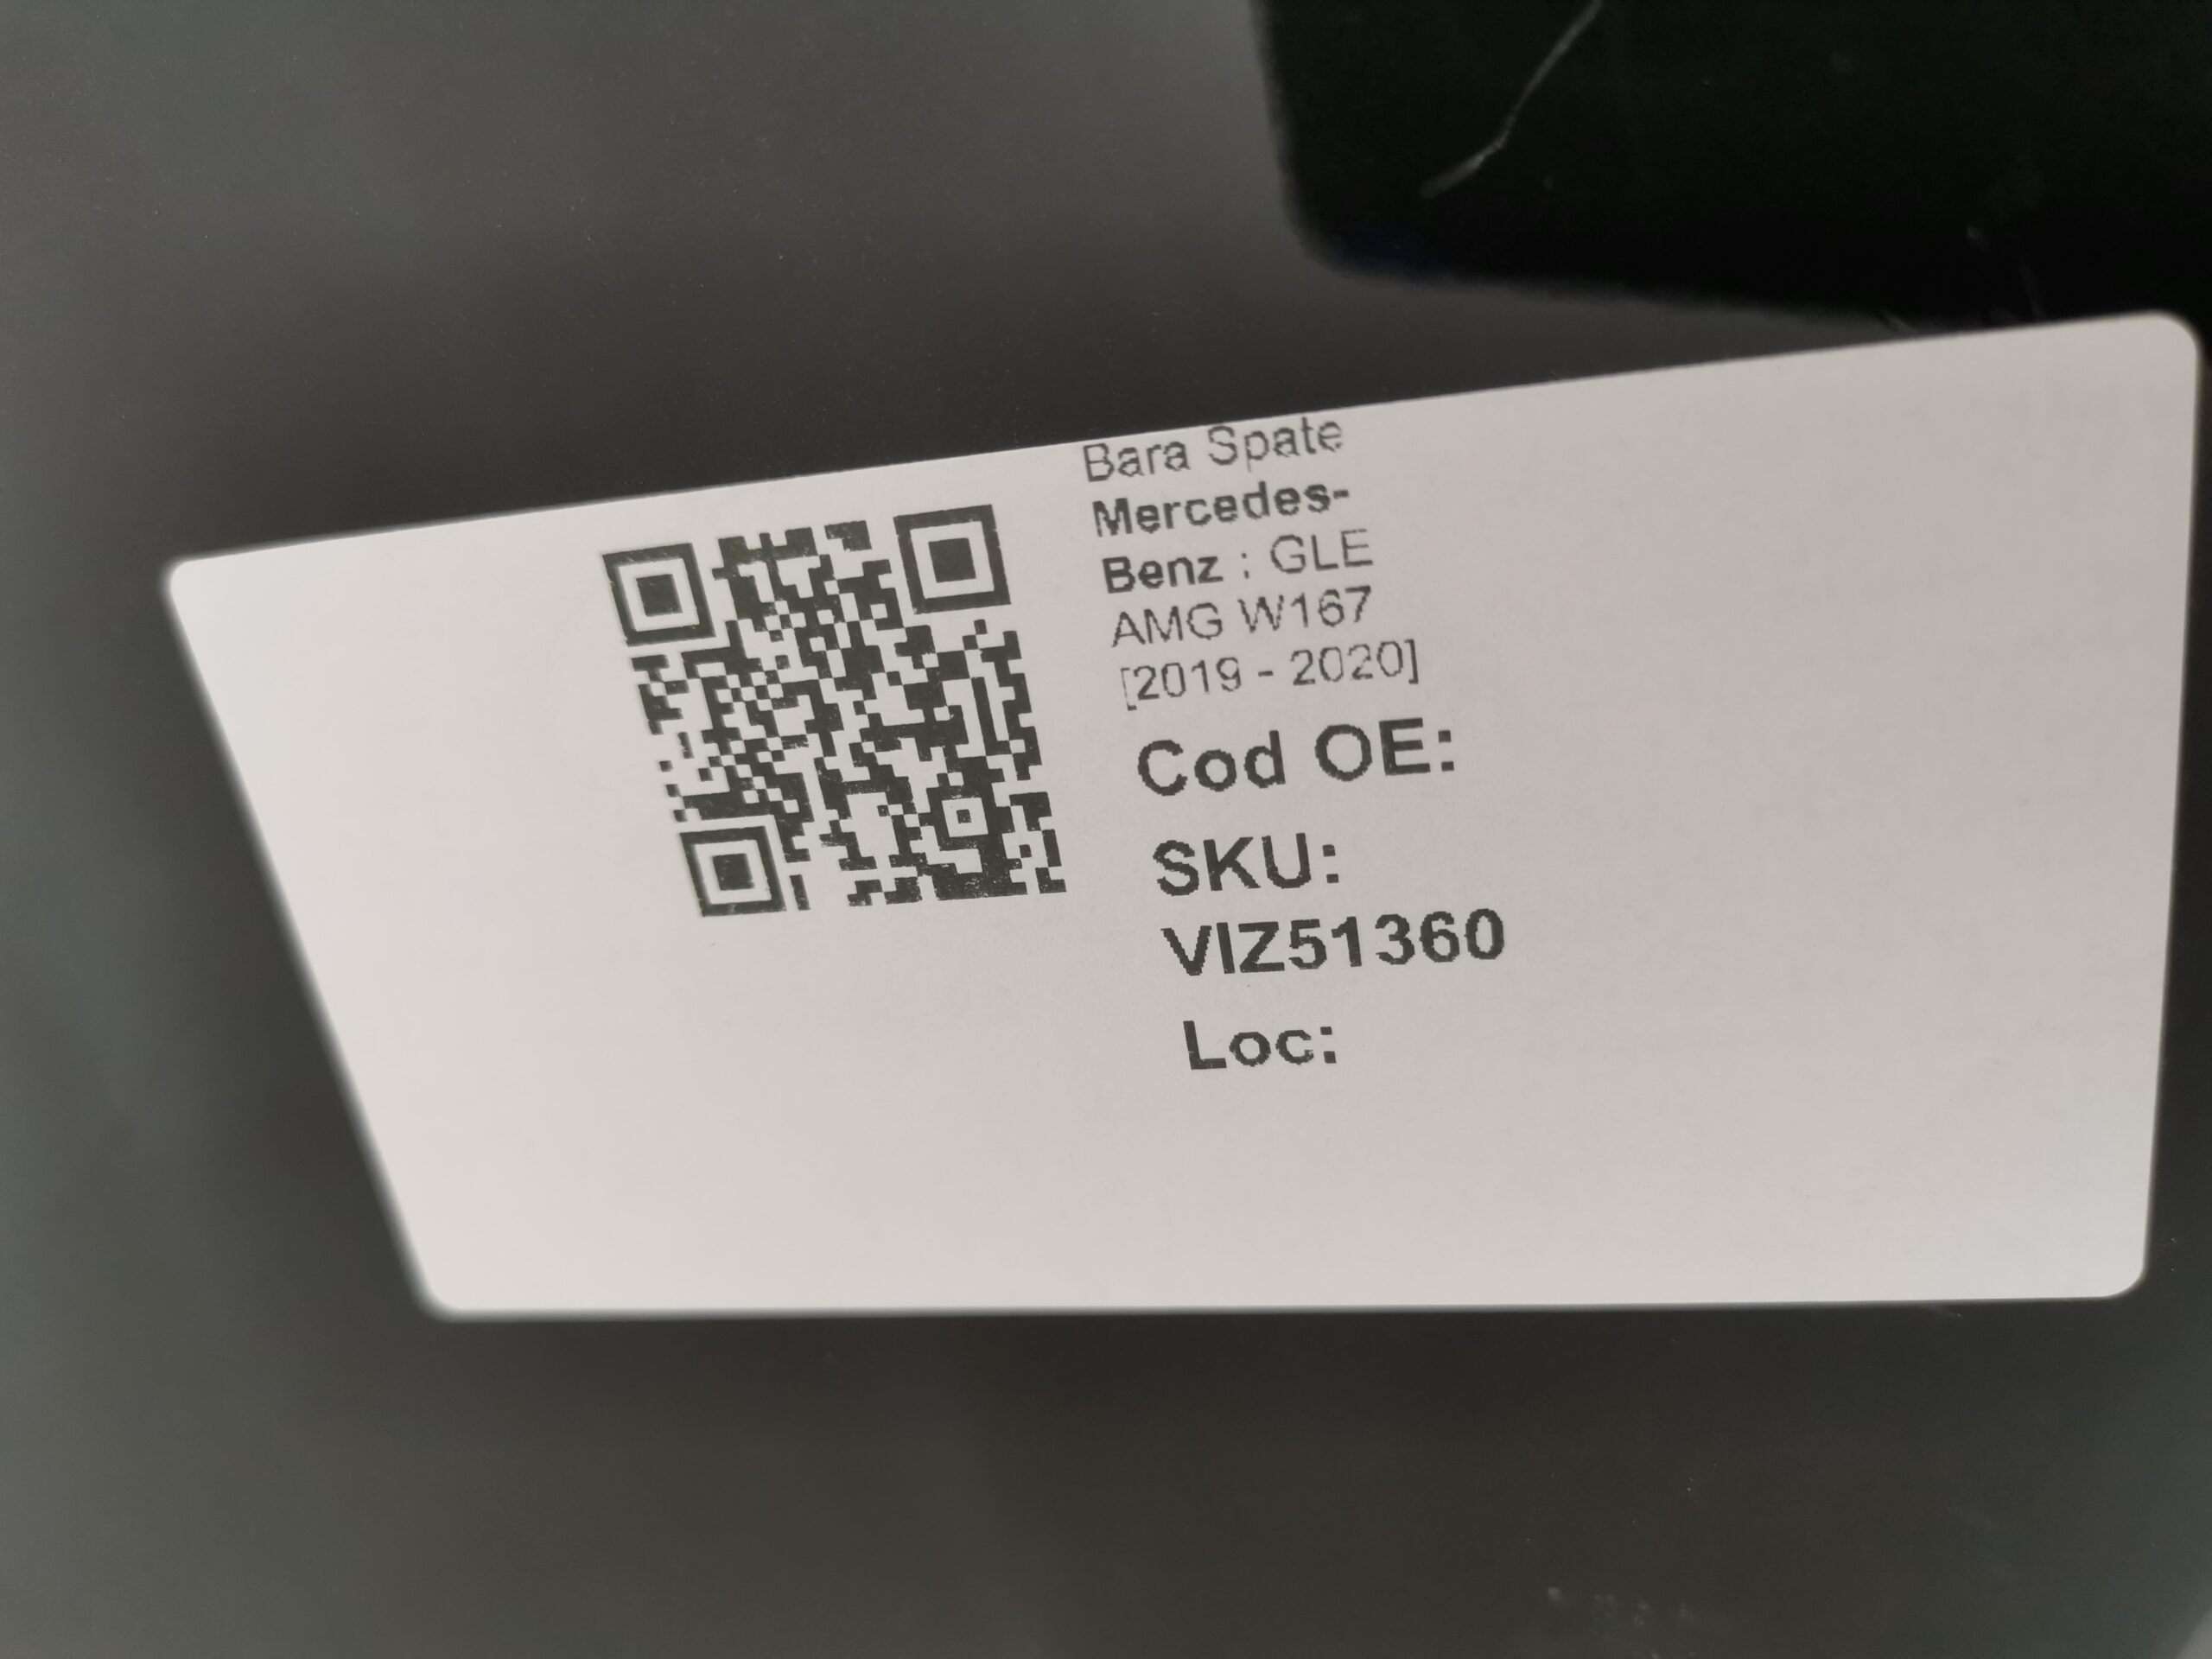 Bara Spate
Mercedes-
Benz : GLE
AMG W167
[2019 - 2020]
Cod OE:
SKU:
VIZ51360
Loc: